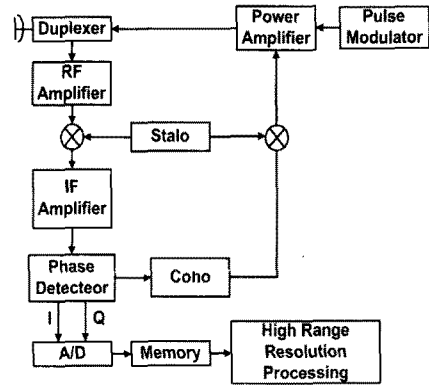 Duplexer
Power
Amplifier
Pulse
Modulator
RF
Amplifier
Stalo
IF
Amplifier
Phase
Detecteor
Coho
I
Q
A/D
Memory
High Range
Resolution
Processing